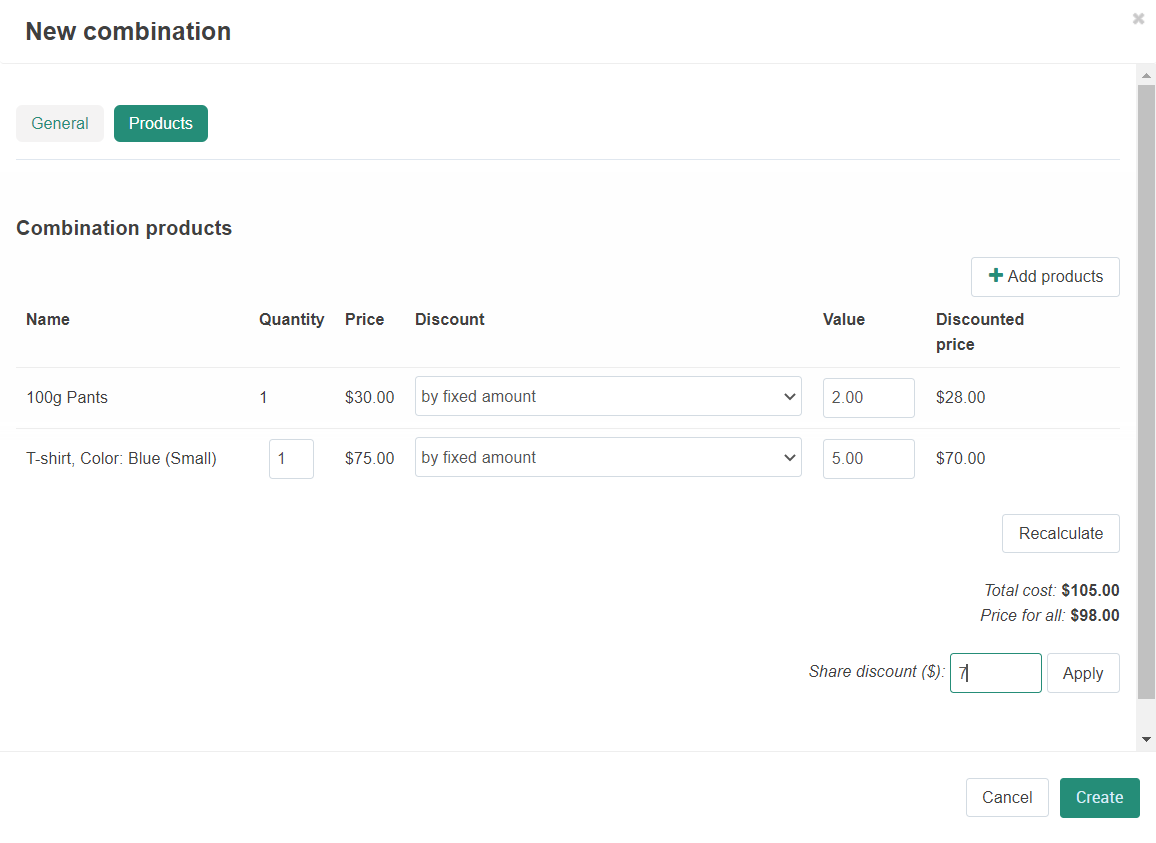 New combination
General Products
Combination products
Add products
Name Quantity Price Discount Value Discounted price
100g Pants 1 $30.00 by fixed amount 2.00 $28.00
T-shirt, Color: Blue (Small) 1 $75.00 by fixed amount 5.00 $70.00
Recalculate
Total cost: $105.00
Price for all: $98.00
Share discount ($): 7 Apply
Cancel Create